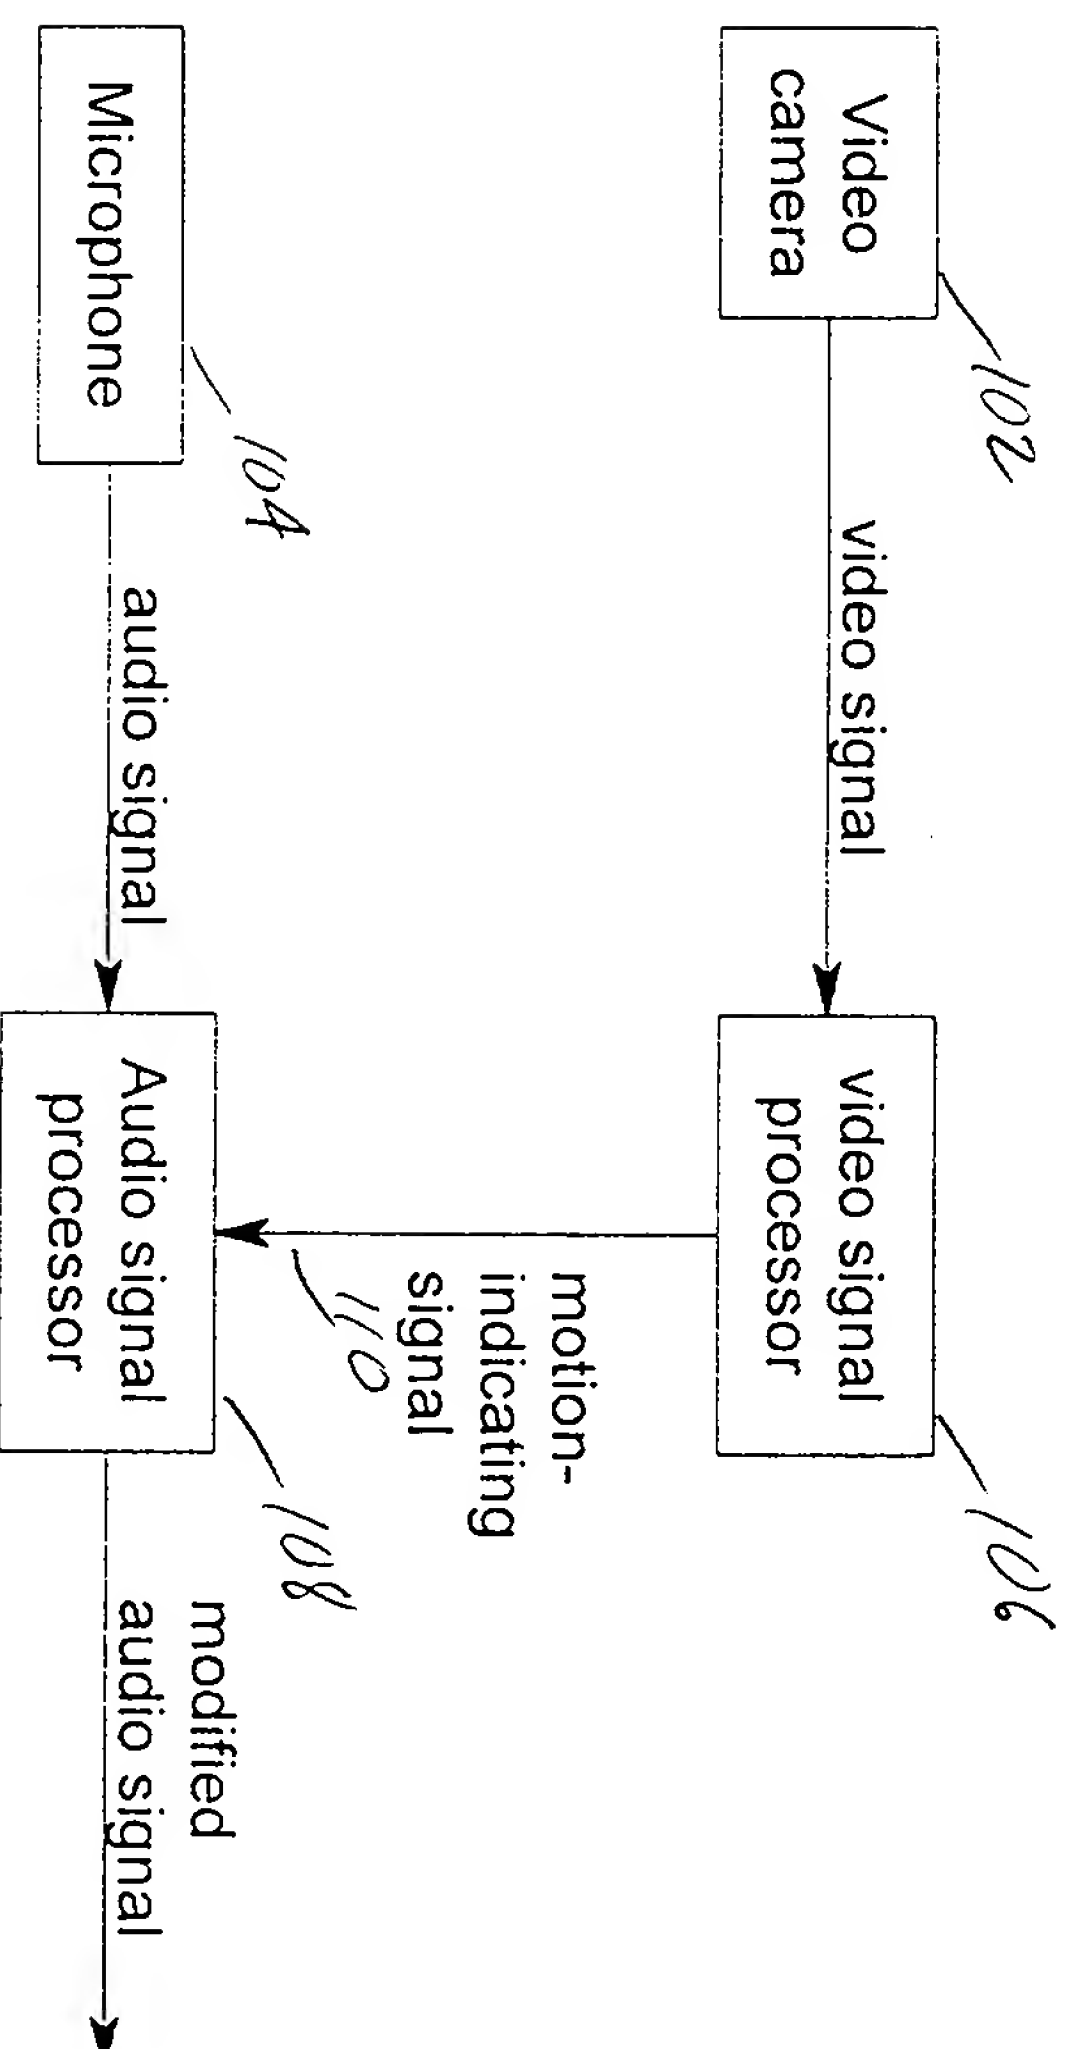 Video
camera
102
video signal
video signal
processor
106
motion-
indicating
signal
110
Microphone
104
audio signal
Audio signal
processor
108
modified
audio signal